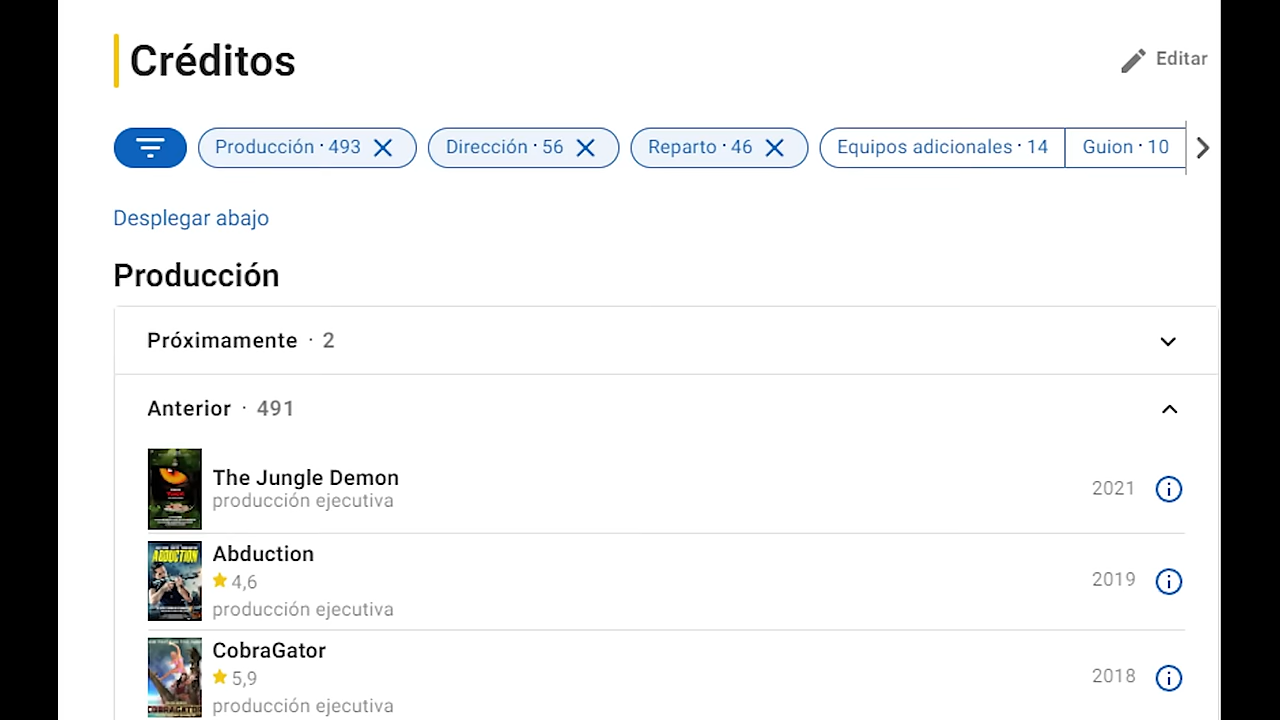 Créditos
Editar
Producción · 493
Dirección · 56
Reparto · 46
Equipos adicionales · 14
Guion · 10
Desplegar abajo
Producción
Próximamente · 2
Anterior · 491
The Jungle Demon
producción ejecutiva
2021
ABDUCTION
Abduction
4,6
producción ejecutiva
2019
COBRAGATOR
CobraGator
5,9
producción ejecutiva
2018